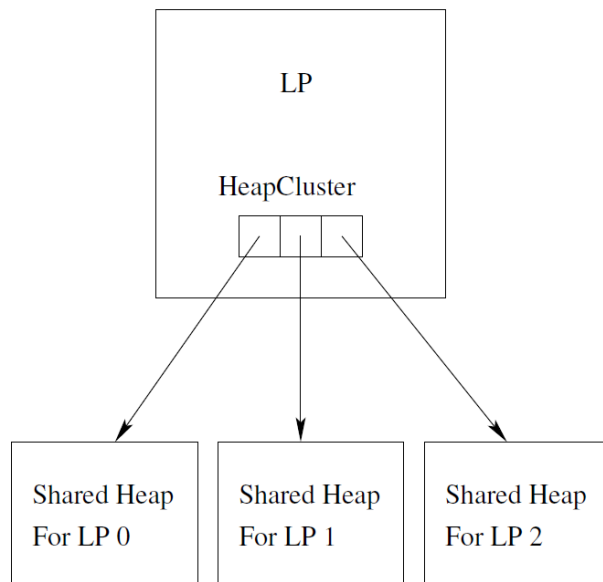 LP
HeapCluster
Shared Heap
For LP 0
Shared Heap
For LP 1
Shared Heap
For LP 2